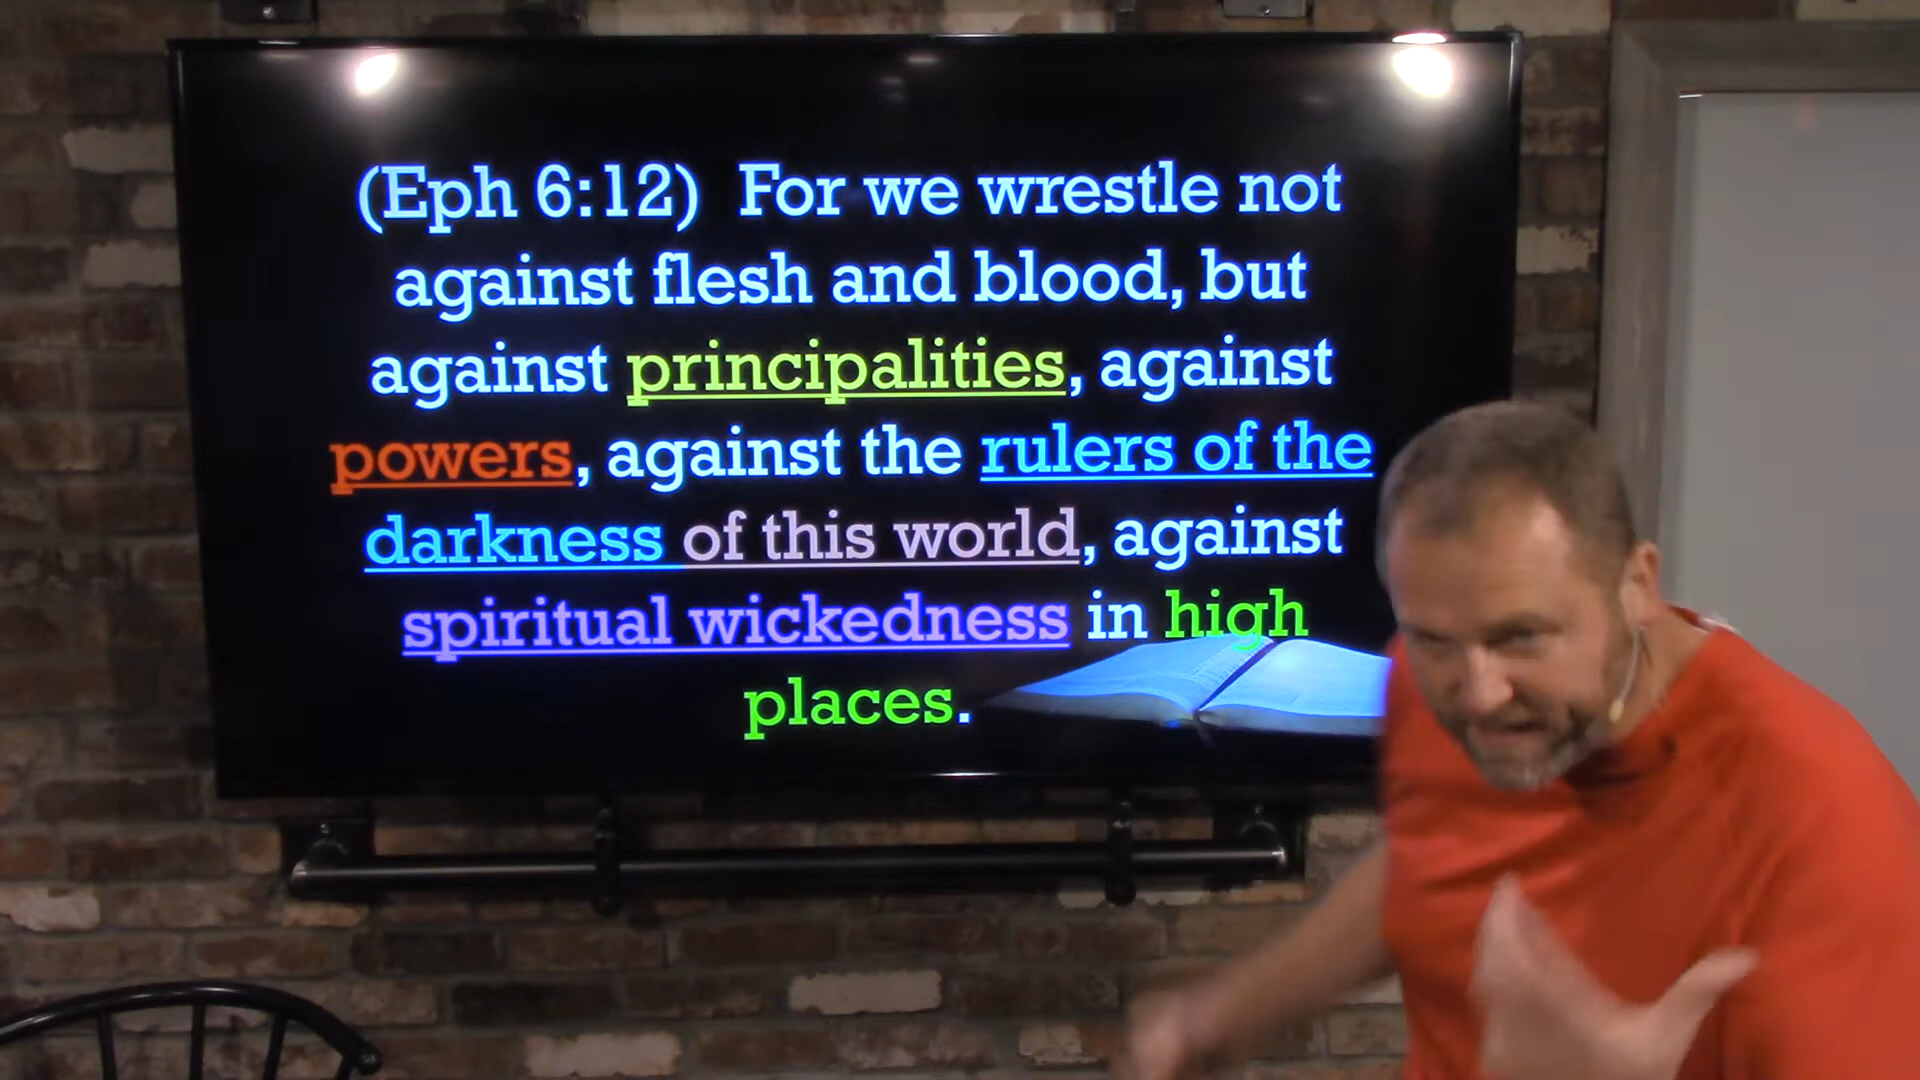 (Eph 6:12) For we wrestle not
against flesh and blood, but
against principalities, against
powers, against the rulers of the
darkness of this world, against
spiritual wickedness in high
places.